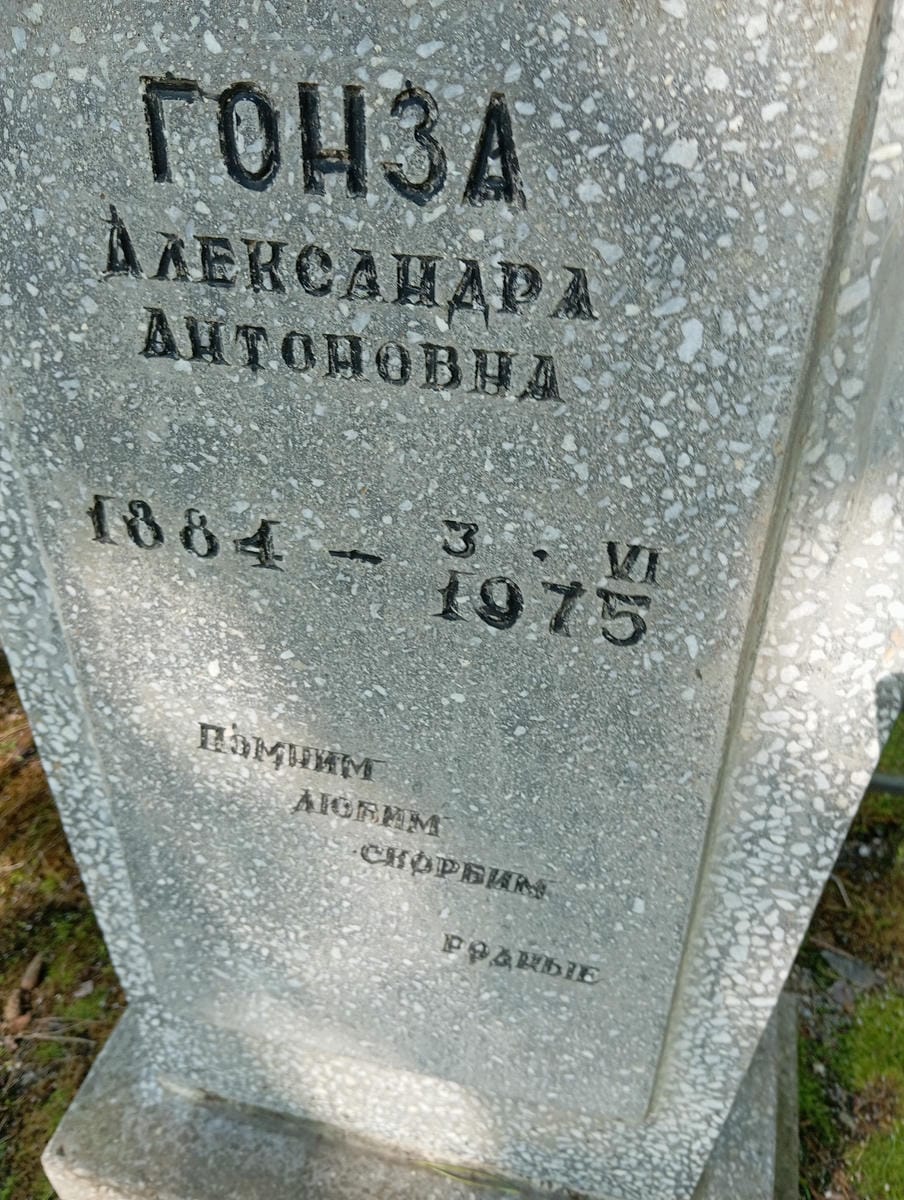 ГОНЗА
АЛЕКСАНДРА
АНТОНОВНА
1884 – 3 . VI
1975
ПОМНИМ
ЛЮБИМ
СКОРБИМ
РОДНЫЕ